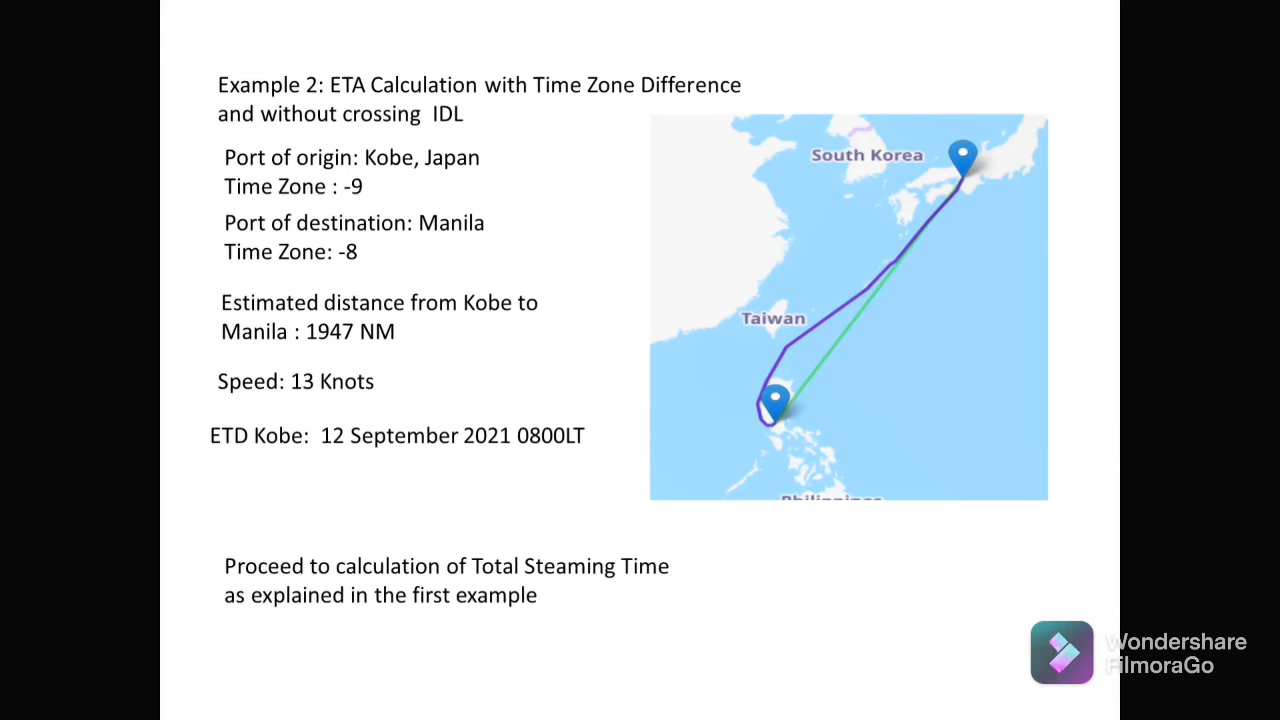 Example 2: ETA Calculation with Time Zone Difference
and without crossing IDL
Port of origin: Kobe, Japan
Time Zone : -9
Port of destination: Manila
Time Zone: -8
Estimated distance from Kobe to
Manila : 1947 NM
Speed: 13 Knots
ETD Kobe: 12 September 2021 0800LT
South Korea
Taiwan
Philippines
Proceed to calculation of Total Steaming Time
as explained in the first example
Wondershare
FilmoraGo